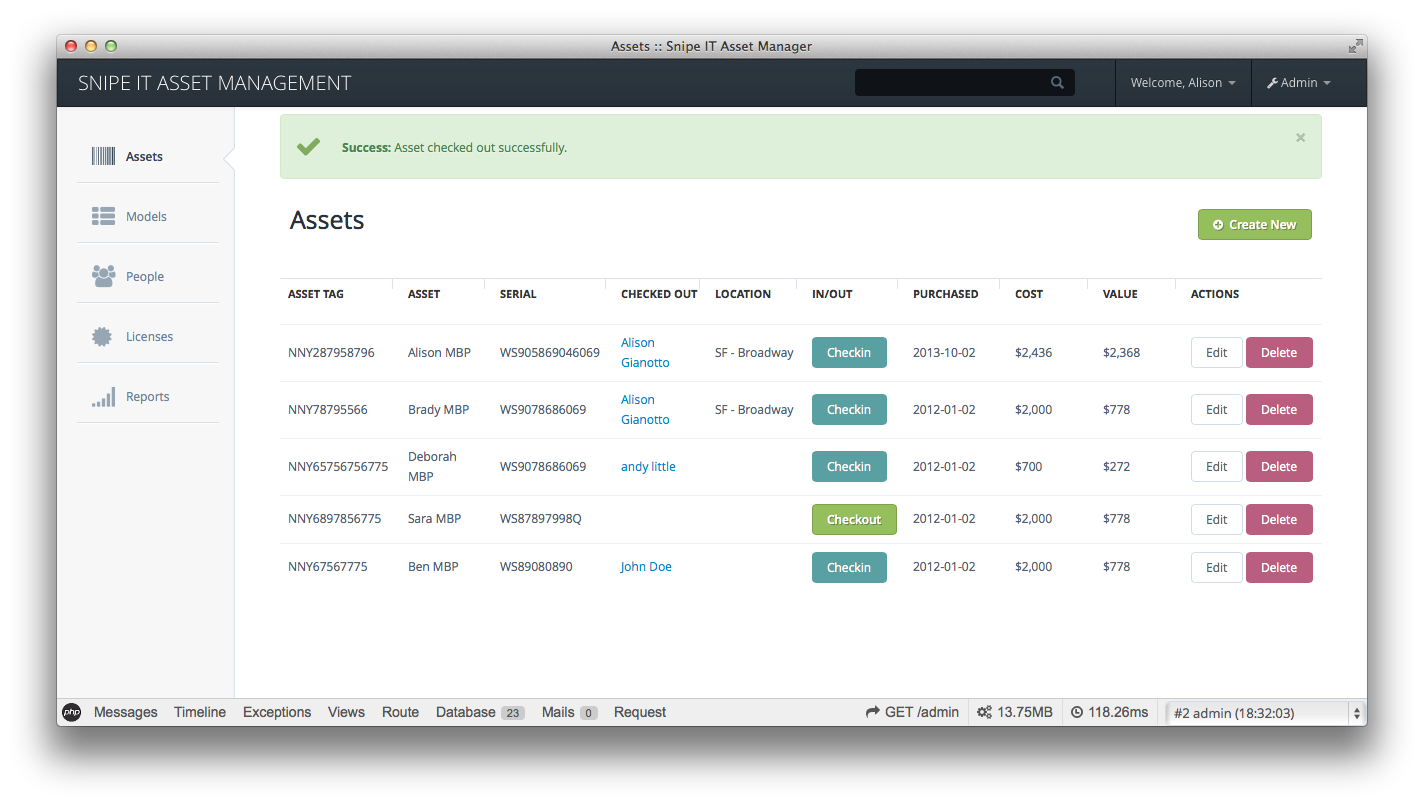 Assets :: Snipe IT Asset Manager
SNIPE IT ASSET MANAGEMENT
Welcome, Alison
Admin
Assets
Models
People
Licenses
Reports
Success: Asset checked out successfully.
×
Assets
Create New
ASSET TAG ASSET SERIAL CHECKED OUT LOCATION IN/OUT PURCHASED COST VALUE ACTIONS
NNY287958796 Alison MBP WS905869046069 Alison Gianotto SF - Broadway Checkin 2013-10-02 $2,436 $2,368 Edit Delete
NNY78795566 Brady MBP WS9078686069 Alison Gianotto SF - Broadway Checkin 2012-01-02 $2,000 $778 Edit Delete
NNY65756756775 Deborah MBP WS9078686069 andy little Checkin 2012-01-02 $700 $272 Edit Delete
NNY6897856775 Sara MBP WS87897998Q Checkout 2012-01-02 $2,000 $778 Edit Delete
NNY67567775 Ben MBP WS89080890 John Doe Checkin 2012-01-02 $2,000 $778 Edit Delete
php Messages Timeline Exceptions Views Route Database 23 Mails 0 Request GET /admin 13.75MB 118.26ms #2 admin (18:32:03)